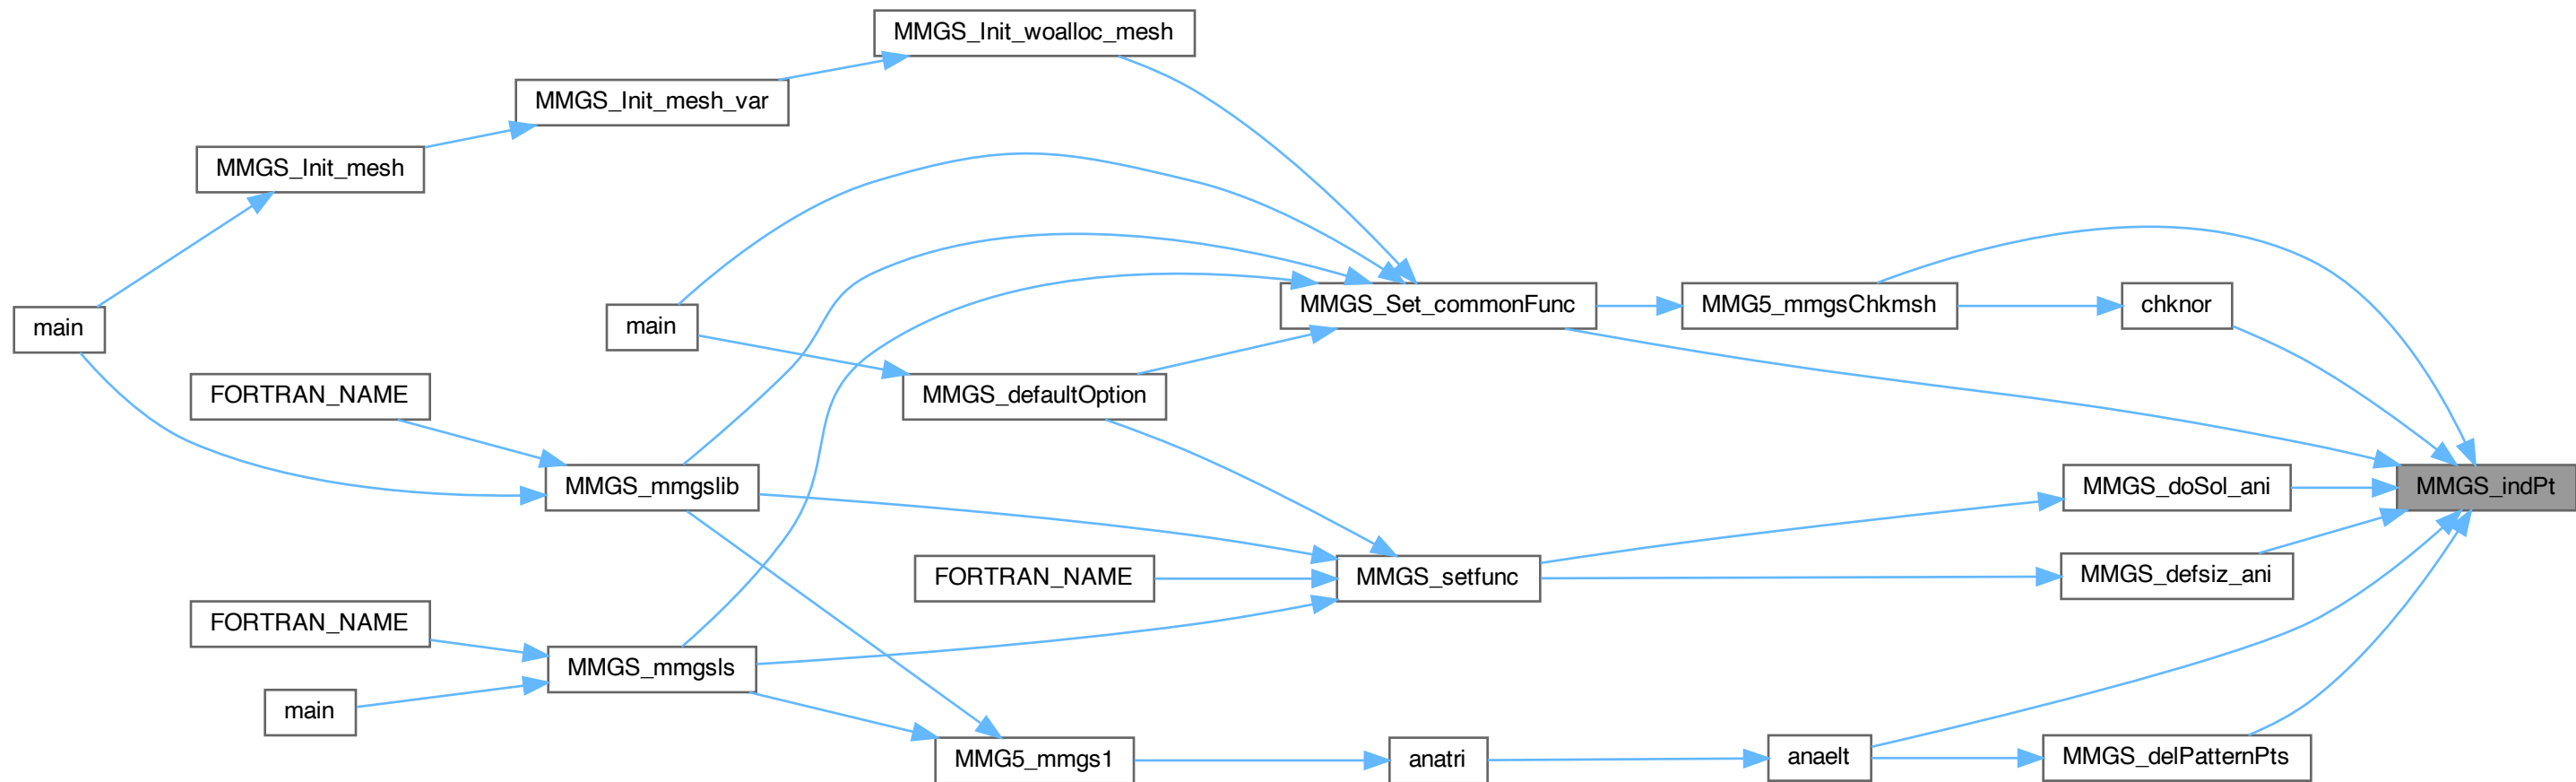 MMGS_Init_woalloc_mesh
MMGS_Init_mesh_var
MMGS_Init_mesh
main
main
MMGS_Set_commonFunc
MMG5_mmgsChkmsh
chknor
FORTRAN_NAME
MMGS_defaultOption
MMGS_mmgslib
MMGS_doSol_ani
MMGS_indPt
FORTRAN_NAME
MMGS_setfunc
MMGS_defsiz_ani
FORTRAN_NAME
MMGS_mmgsls
main
MMG5_mmgs1
anatri
anaelt
MMGS_delPatternPts